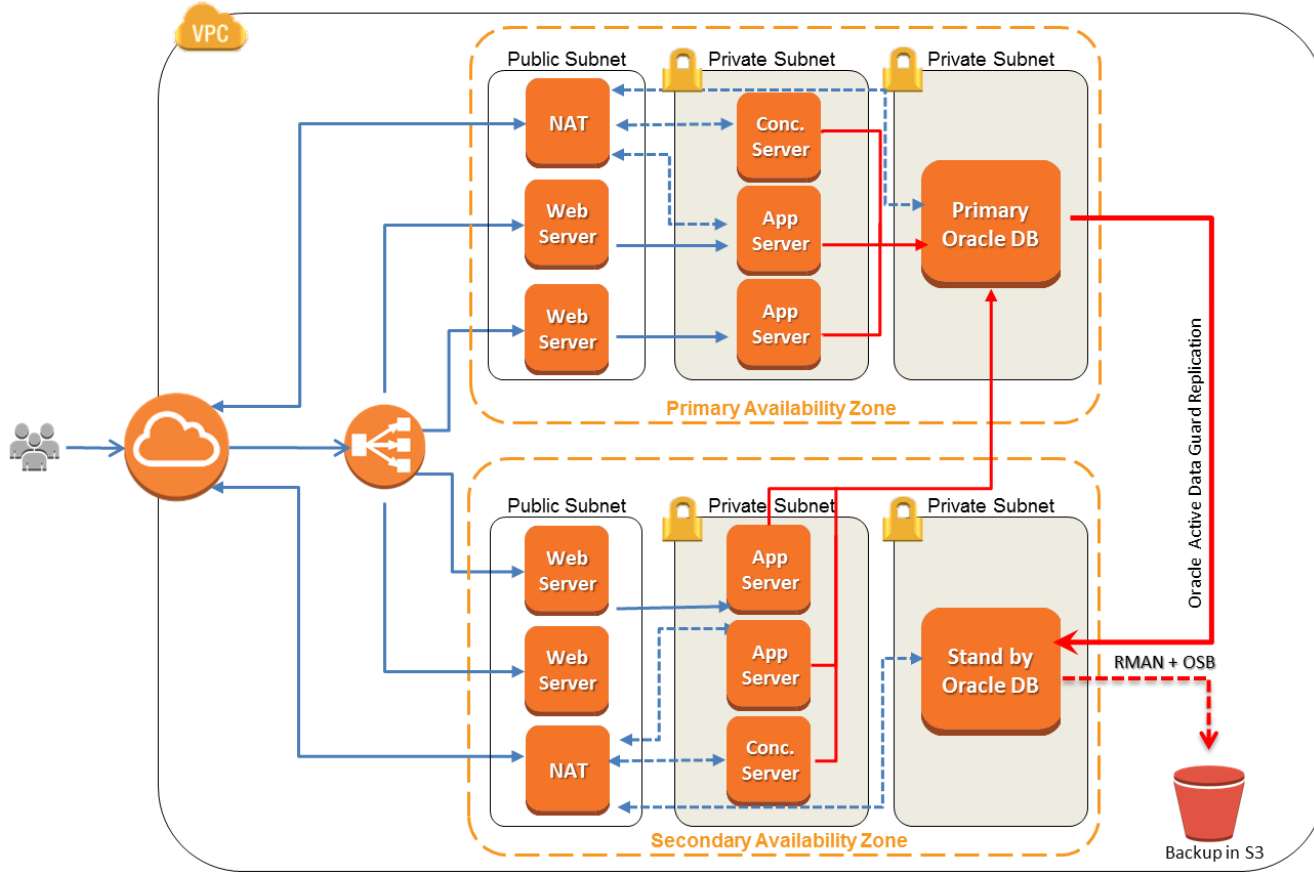 VPC
Public Subnet
Private Subnet
Private Subnet
NAT
Conc.
Server
Web
Server
App
Server
Primary
Oracle DB
Web
Server
App
Server
Primary Availability Zone
Oracle Active Data Guard Replication
Public Subnet
Private Subnet
Private Subnet
Web
Server
App
Server
Web
Server
App
Server
Stand by
Oracle DB
RMAN + OSB
NAT
Conc.
Server
Secondary Availability Zone
Backup in S3